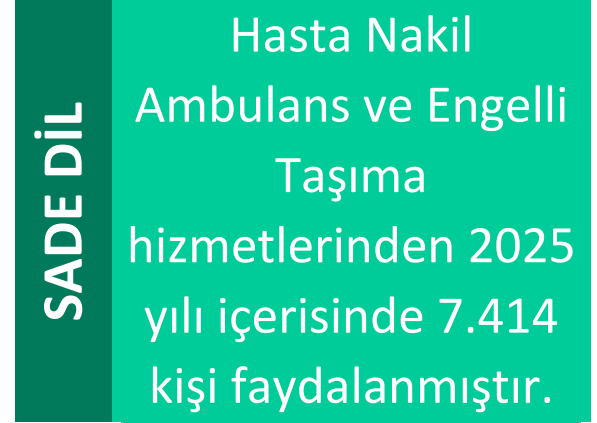 SADE DİL
Hasta Nakil
Ambulans ve Engelli
Taşıma
hizmetlerinden 2025
yılı içerisinde 7.414
kişi faydalanmıştır.